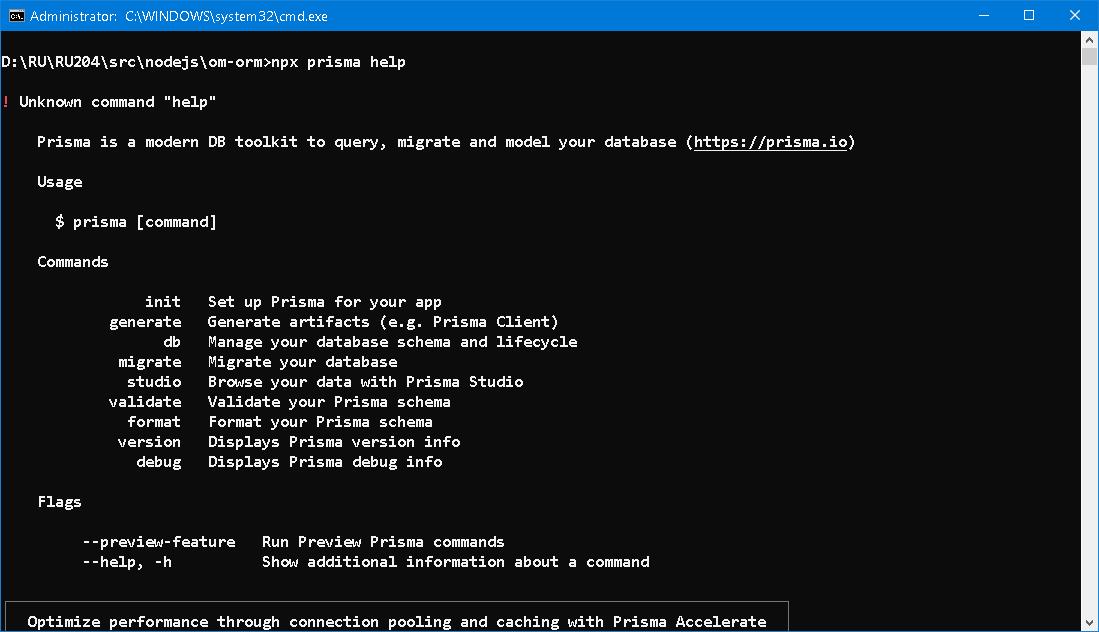 Administrator: C:\WINDOWS\system32\cmd.exe
D:\RU\RU204\src\nodejs\om-orm>npx prisma help
! Unknown command "help"
Prisma is a modern DB toolkit to query, migrate and model your database (https://prisma.io)
Usage
$ prisma [command]
Commands
init Set up Prisma for your app
generate Generate artifacts (e.g. Prisma Client)
db Manage your database schema and lifecycle
migrate Migrate your database
studio Browse your data with Prisma Studio
validate Validate your Prisma schema
format Format your Prisma schema
version Displays Prisma version info
debug Displays Prisma debug info
Flags
--preview-feature Run Preview Prisma commands
--help, -h Show additional information about a command
Optimize performance through connection pooling and caching with Prisma Accelerate